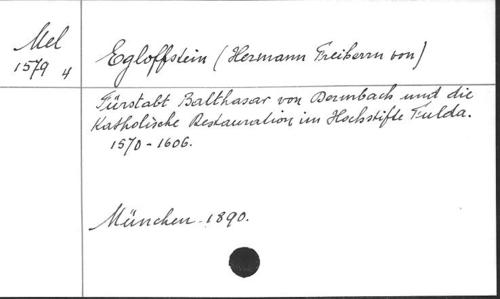 Mel
1579 4
Egloffstein (Hermann Freiherrn von)
Fürstabt Balthasar von Dermbach und die
Katholische Restauration im Hochstifte Fulda.
1570-1606.
München 1890.